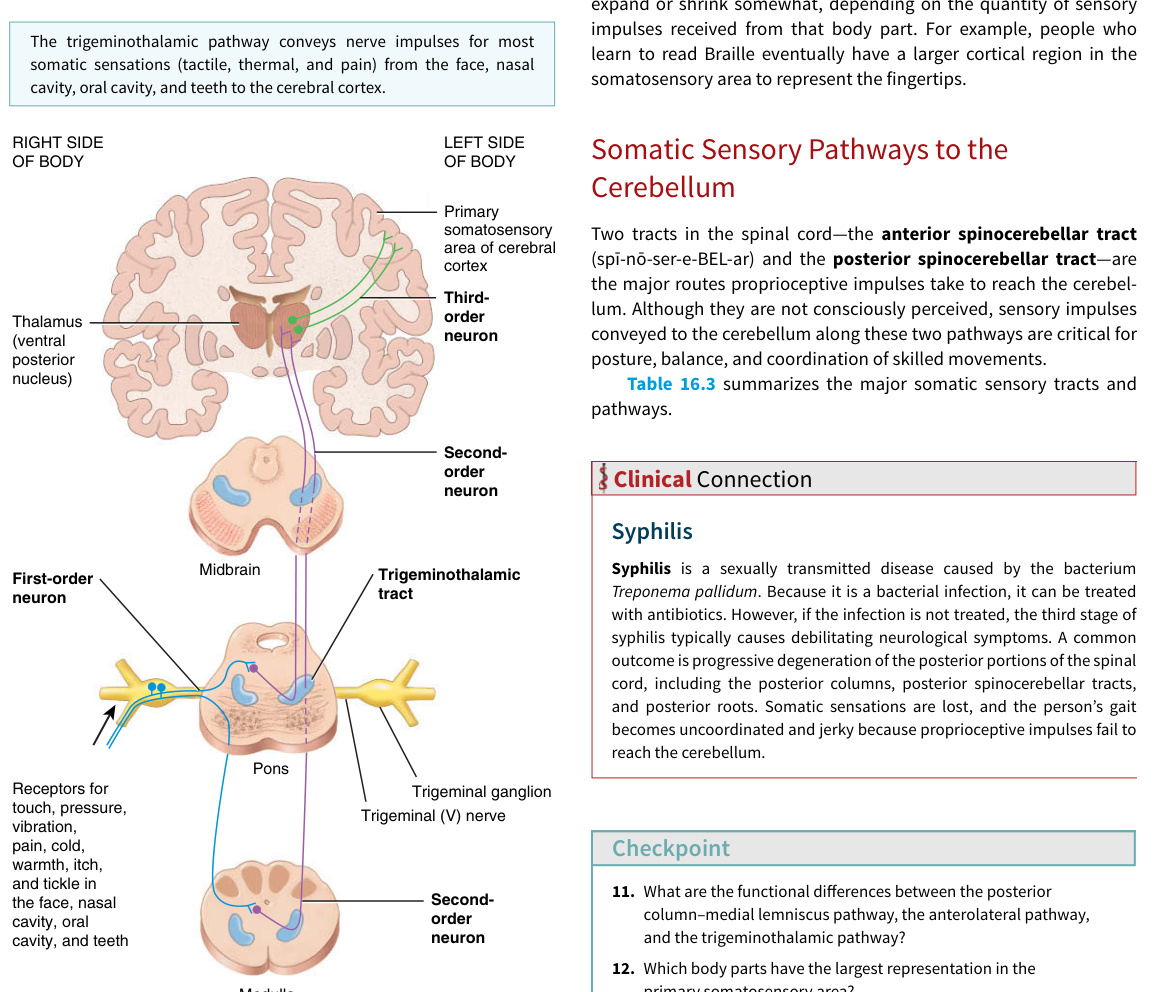 The trigeminothalamic pathway conveys nerve impulses for most
somatic sensations (tactile, thermal, and pain) from the face, nasal
cavity, oral cavity, and teeth to the cerebral cortex.
RIGHT SIDE
OF BODY
LEFT SIDE
OF BODY
Primary
somatosensory
area of cerebral
cortex
Third-
order
neuron
Thalamus
(ventral
posterior
nucleus)
Second-
order
neuron
Midbrain
First-order
neuron
Trigeminothalamic
tract
Pons
Trigeminal ganglion
Trigeminal (V) nerve
Receptors for
touch, pressure,
vibration,
pain, cold,
warmth, itch,
and tickle in
the face, nasal
cavity, oral
cavity, and teeth
Second-
order
neuron
expand or shrink somewhat, depending on the quantity of sensory
impulses received from that body part. For example, people who
learn to read Braille eventually have a larger cortical region in the
somatosensory area to represent the fingertips.
Somatic Sensory Pathways to the
Cerebellum
Two tracts in the spinal cord—the anterior spinocerebellar tract
(spī-nō-ser-e-BEL-ar) and the posterior spinocerebellar tract—are
the major routes proprioceptive impulses take to reach the cerebel-
lum. Although they are not consciously perceived, sensory impulses
conveyed to the cerebellum along these two pathways are critical for
posture, balance, and coordination of skilled movements.
Table 16.3 summarizes the major somatic sensory tracts and
pathways.
Clinical Connection
Syphilis
Syphilis is a sexually transmitted disease caused by the bacterium
Treponema pallidum. Because it is a bacterial infection, it can be treated
with antibiotics. However, if the infection is not treated, the third stage of
syphilis typically causes debilitating neurological symptoms. A common
outcome is progressive degeneration of the posterior portions of the spinal
cord, including the posterior columns, posterior spinocerebellar tracts,
and posterior roots. Somatic sensations are lost, and the person’s gait
becomes uncoordinated and jerky because proprioceptive impulses fail to
reach the cerebellum.
Checkpoint
11. What are the functional differences between the posterior
column–medial lemniscus pathway, the anterolateral pathway,
and the trigeminothalamic pathway?
12. Which body parts have the largest representation in the
primary somatosensory area?